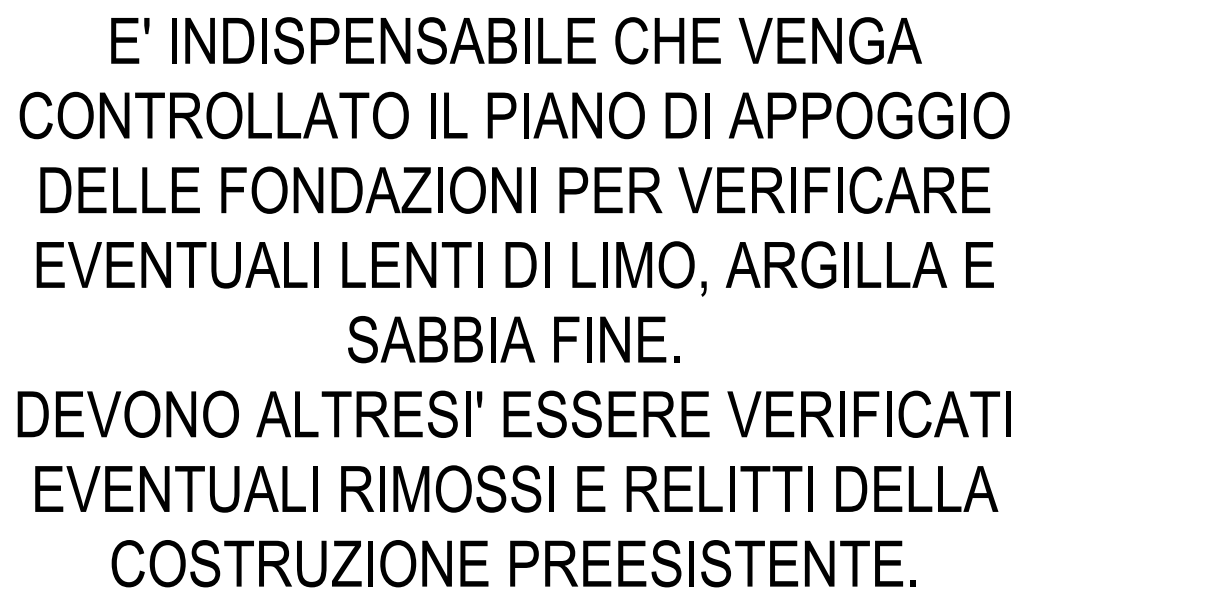 E' INDISPENSABILE CHE VENGA
CONTROLLATO IL PIANO DI APPOGGIO
DELLE FONDAZIONI PER VERIFICARE
EVENTUALI LENTI DI LIMO, ARGILLA E
SABBIA FINE.
DEVONO ALTRESI' ESSERE VERIFICATI
EVENTUALI RIMOSSI E RELITTI DELLA
COSTRUZIONE PREESISTENTE.